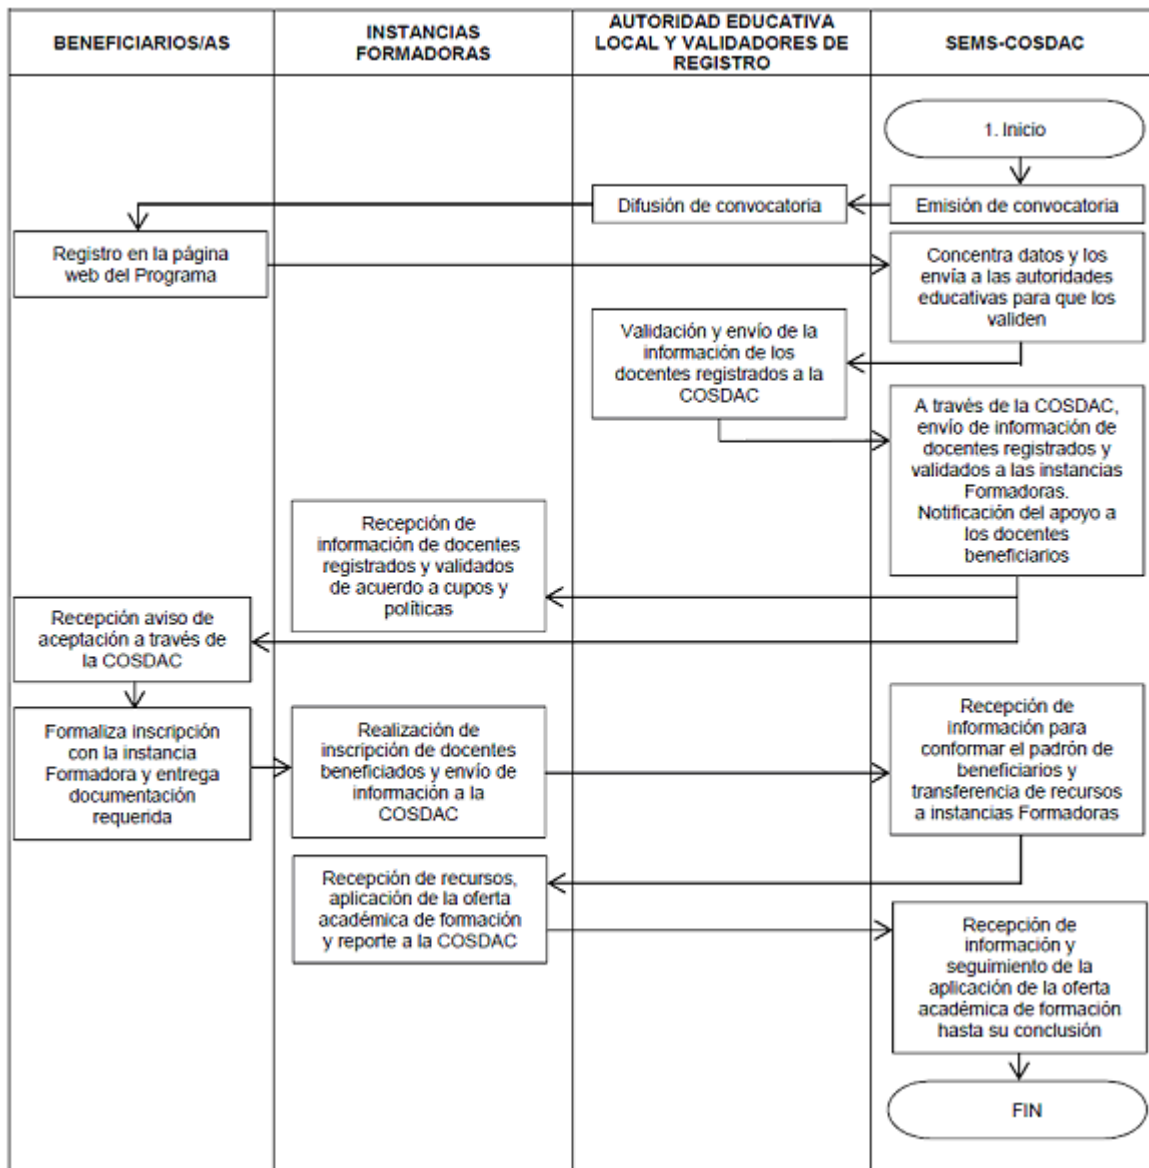 BENEFICIARIOS/AS
INSTANCIAS
FORMADORAS
AUTORIDAD EDUCATIVA
LOCAL Y VALIDADORES DE
REGISTRO
SEMS-COSDAC
1. Inicio
Emisión de convocatoria
Difusión de convocatoria
Registro en la página
web del Programa
Concentra datos y los
envía a las autoridades
educativas para que los
validen
Validación y envío de la
información de los
docentes registrados a la
COSDAC
A través de la COSDAC,
envío de información de
docentes registrados y
validados a las instancias
Formadoras.
Notificación del apoyo a
los docentes
beneficiarios
Recepción de
información de docentes
registrados y validados
de acuerdo a cupos y
políticas
Recepción aviso de
aceptación a través de
la COSDAC
Formaliza inscripción
con la instancia
Formadora y entrega
documentación
requerida
Realización de
inscripción de docentes
beneficiados y envío de
información a la
COSDAC
Recepción de
información para
conformar el padrón de
beneficiarios y
transferencia de recursos
a instancias Formadoras
Recepción de recursos,
aplicación de la oferta
académica de formación
y reporte a la COSDAC
Recepción de
información y
seguimiento de la
aplicación de la oferta
académica de formación
hasta su conclusión
FIN